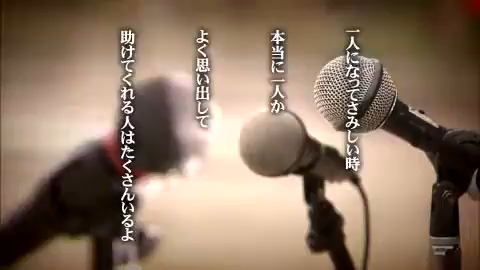 一人になってさみしい時
本当に一人か
よく思い出して
助けてくれる人はたくさんいるよ